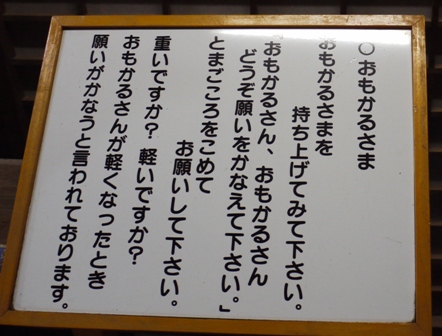 ○おもかるさま
おもかるさまを
持ち上げてみて下さい。
「おもかるさん、おもかるさん
どうぞ願いをかなえて下さい。」
とまごころをこめて
お願いして下さい。
重いですか？軽いですか？
おもかるさんが軽くなったとき
願いがかなうと言われております。